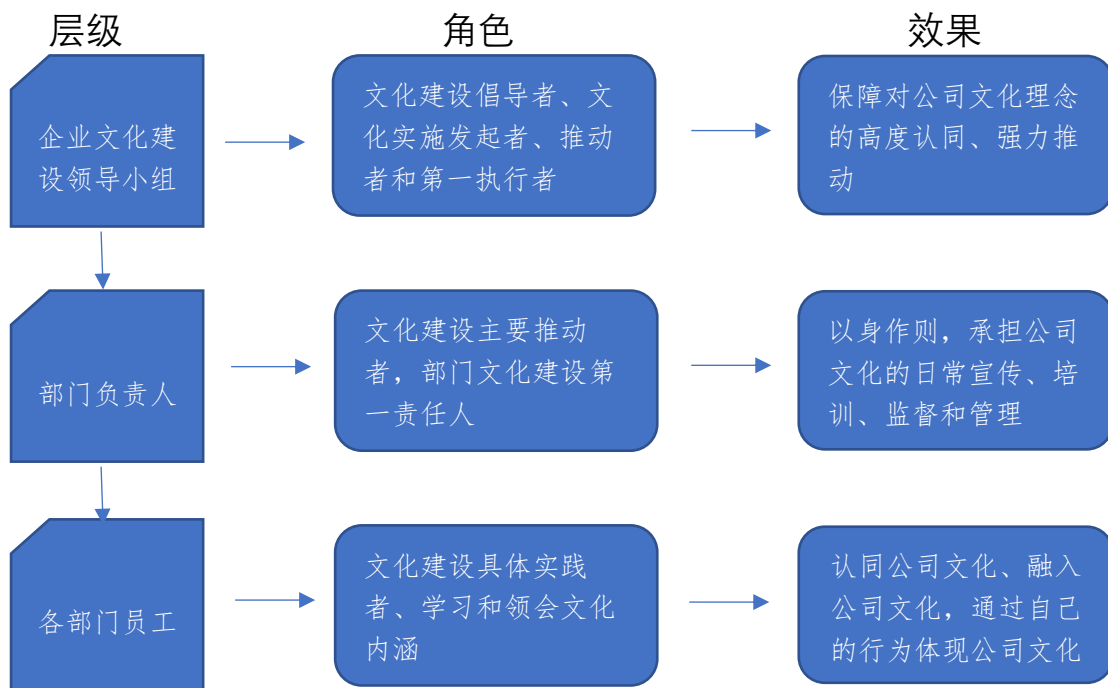 层级
角色
效果
企业文化建
设领导小组
文化建设倡导者、文
化实施发起者、推动
者和第一执行者
保障对公司文化理念
的高度认同、强力推
动
部门负责人
文化建设主要推动
者，部门文化建设第
一责任人
以身作则，承担公司
文化的日常宣传、培
训、监督和管理
各部门员工
文化建设具体实践
者、学习和领会文化
内涵
认同公司文化、融入
公司文化，通过自己
的行为体现公司文化